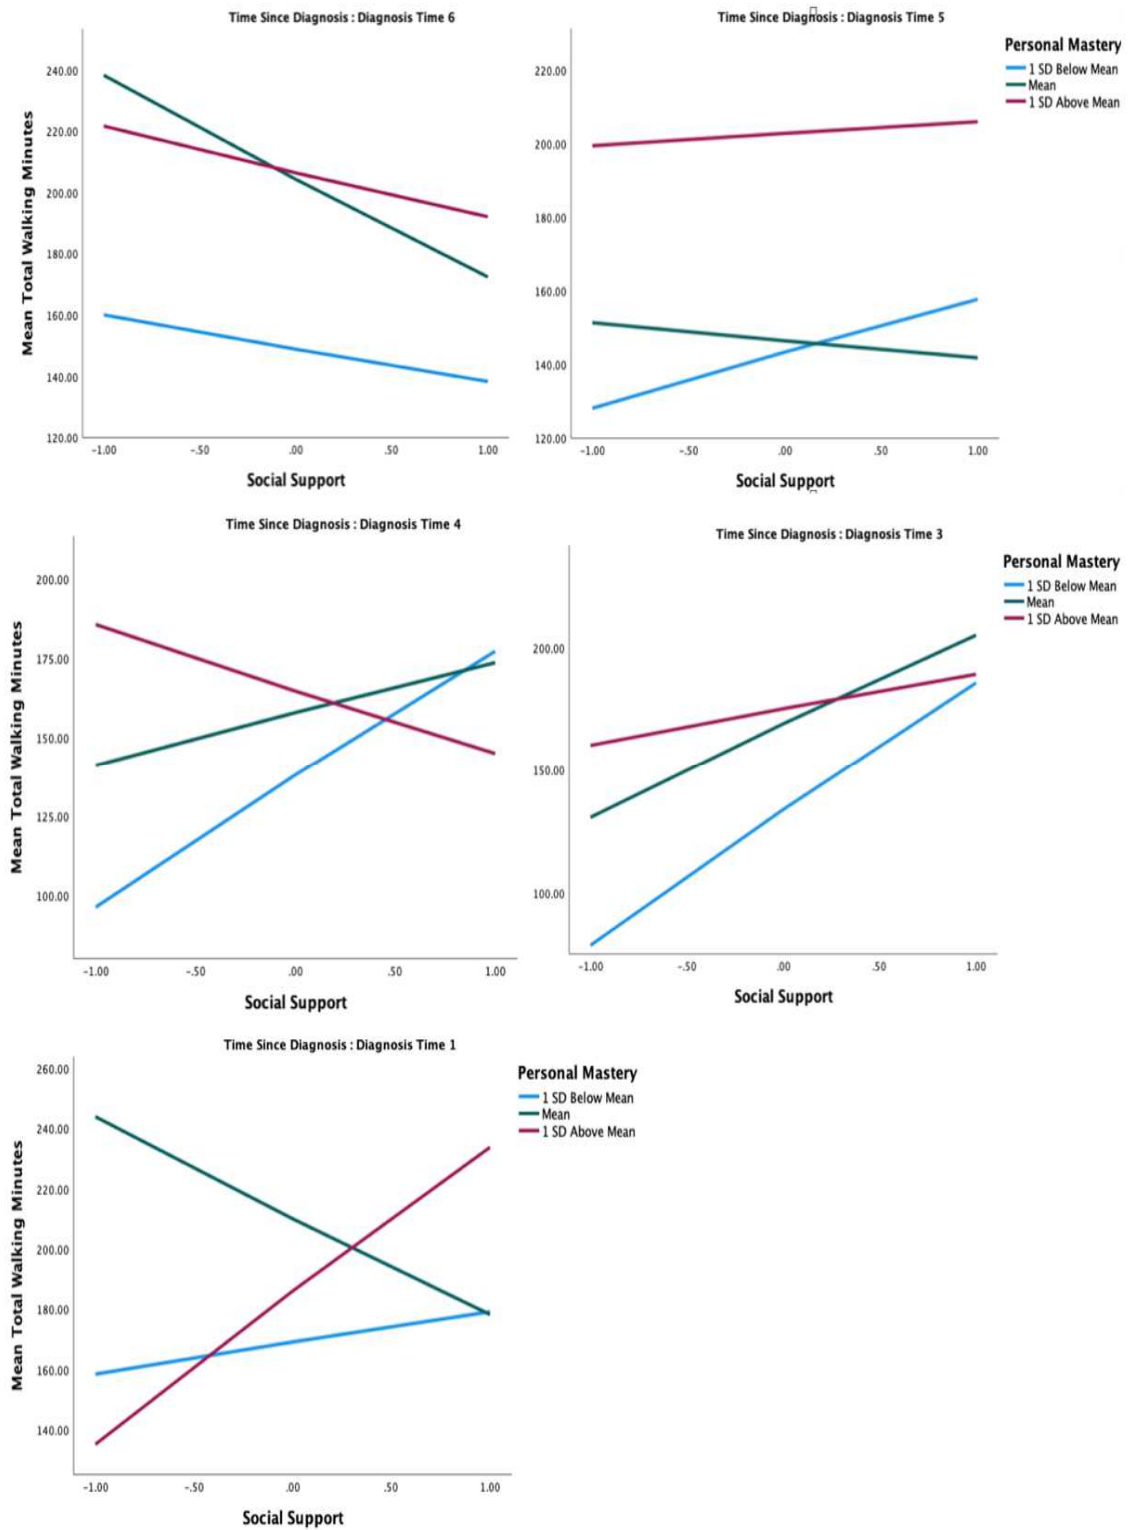 Time Since Diagnosis : Diagnosis Time 6
Mean Total Walking Minutes
240.00
220.00
200.00
180.00
160.00
140.00
120.00
-1.00 -.50 .00 .50 1.00
Social Support
Time Since Diagnosis : Diagnosis Time 5
220.00
200.00
180.00
160.00
140.00
120.00
-1.00 -.50 .00 .50 1.00
Social Support
Personal Mastery
1 SD Below Mean
Mean
1 SD Above Mean
Time Since Diagnosis : Diagnosis Time 4
Mean Total Walking Minutes
200.00
175.00
150.00
125.00
100.00
-1.00 -.50 .00 .50 1.00
Social Support
Time Since Diagnosis : Diagnosis Time 3
200.00
150.00
100.00
-1.00 -.50 .00 .50 1.00
Social Support
Personal Mastery
1 SD Below Mean
Mean
1 SD Above Mean
Time Since Diagnosis : Diagnosis Time 1
Mean Total Walking Minutes
260.00
240.00
220.00
200.00
180.00
160.00
140.00
-1.00 -.50 .00 .50 1.00
Social Support
Personal Mastery
1 SD Below Mean
Mean
1 SD Above Mean